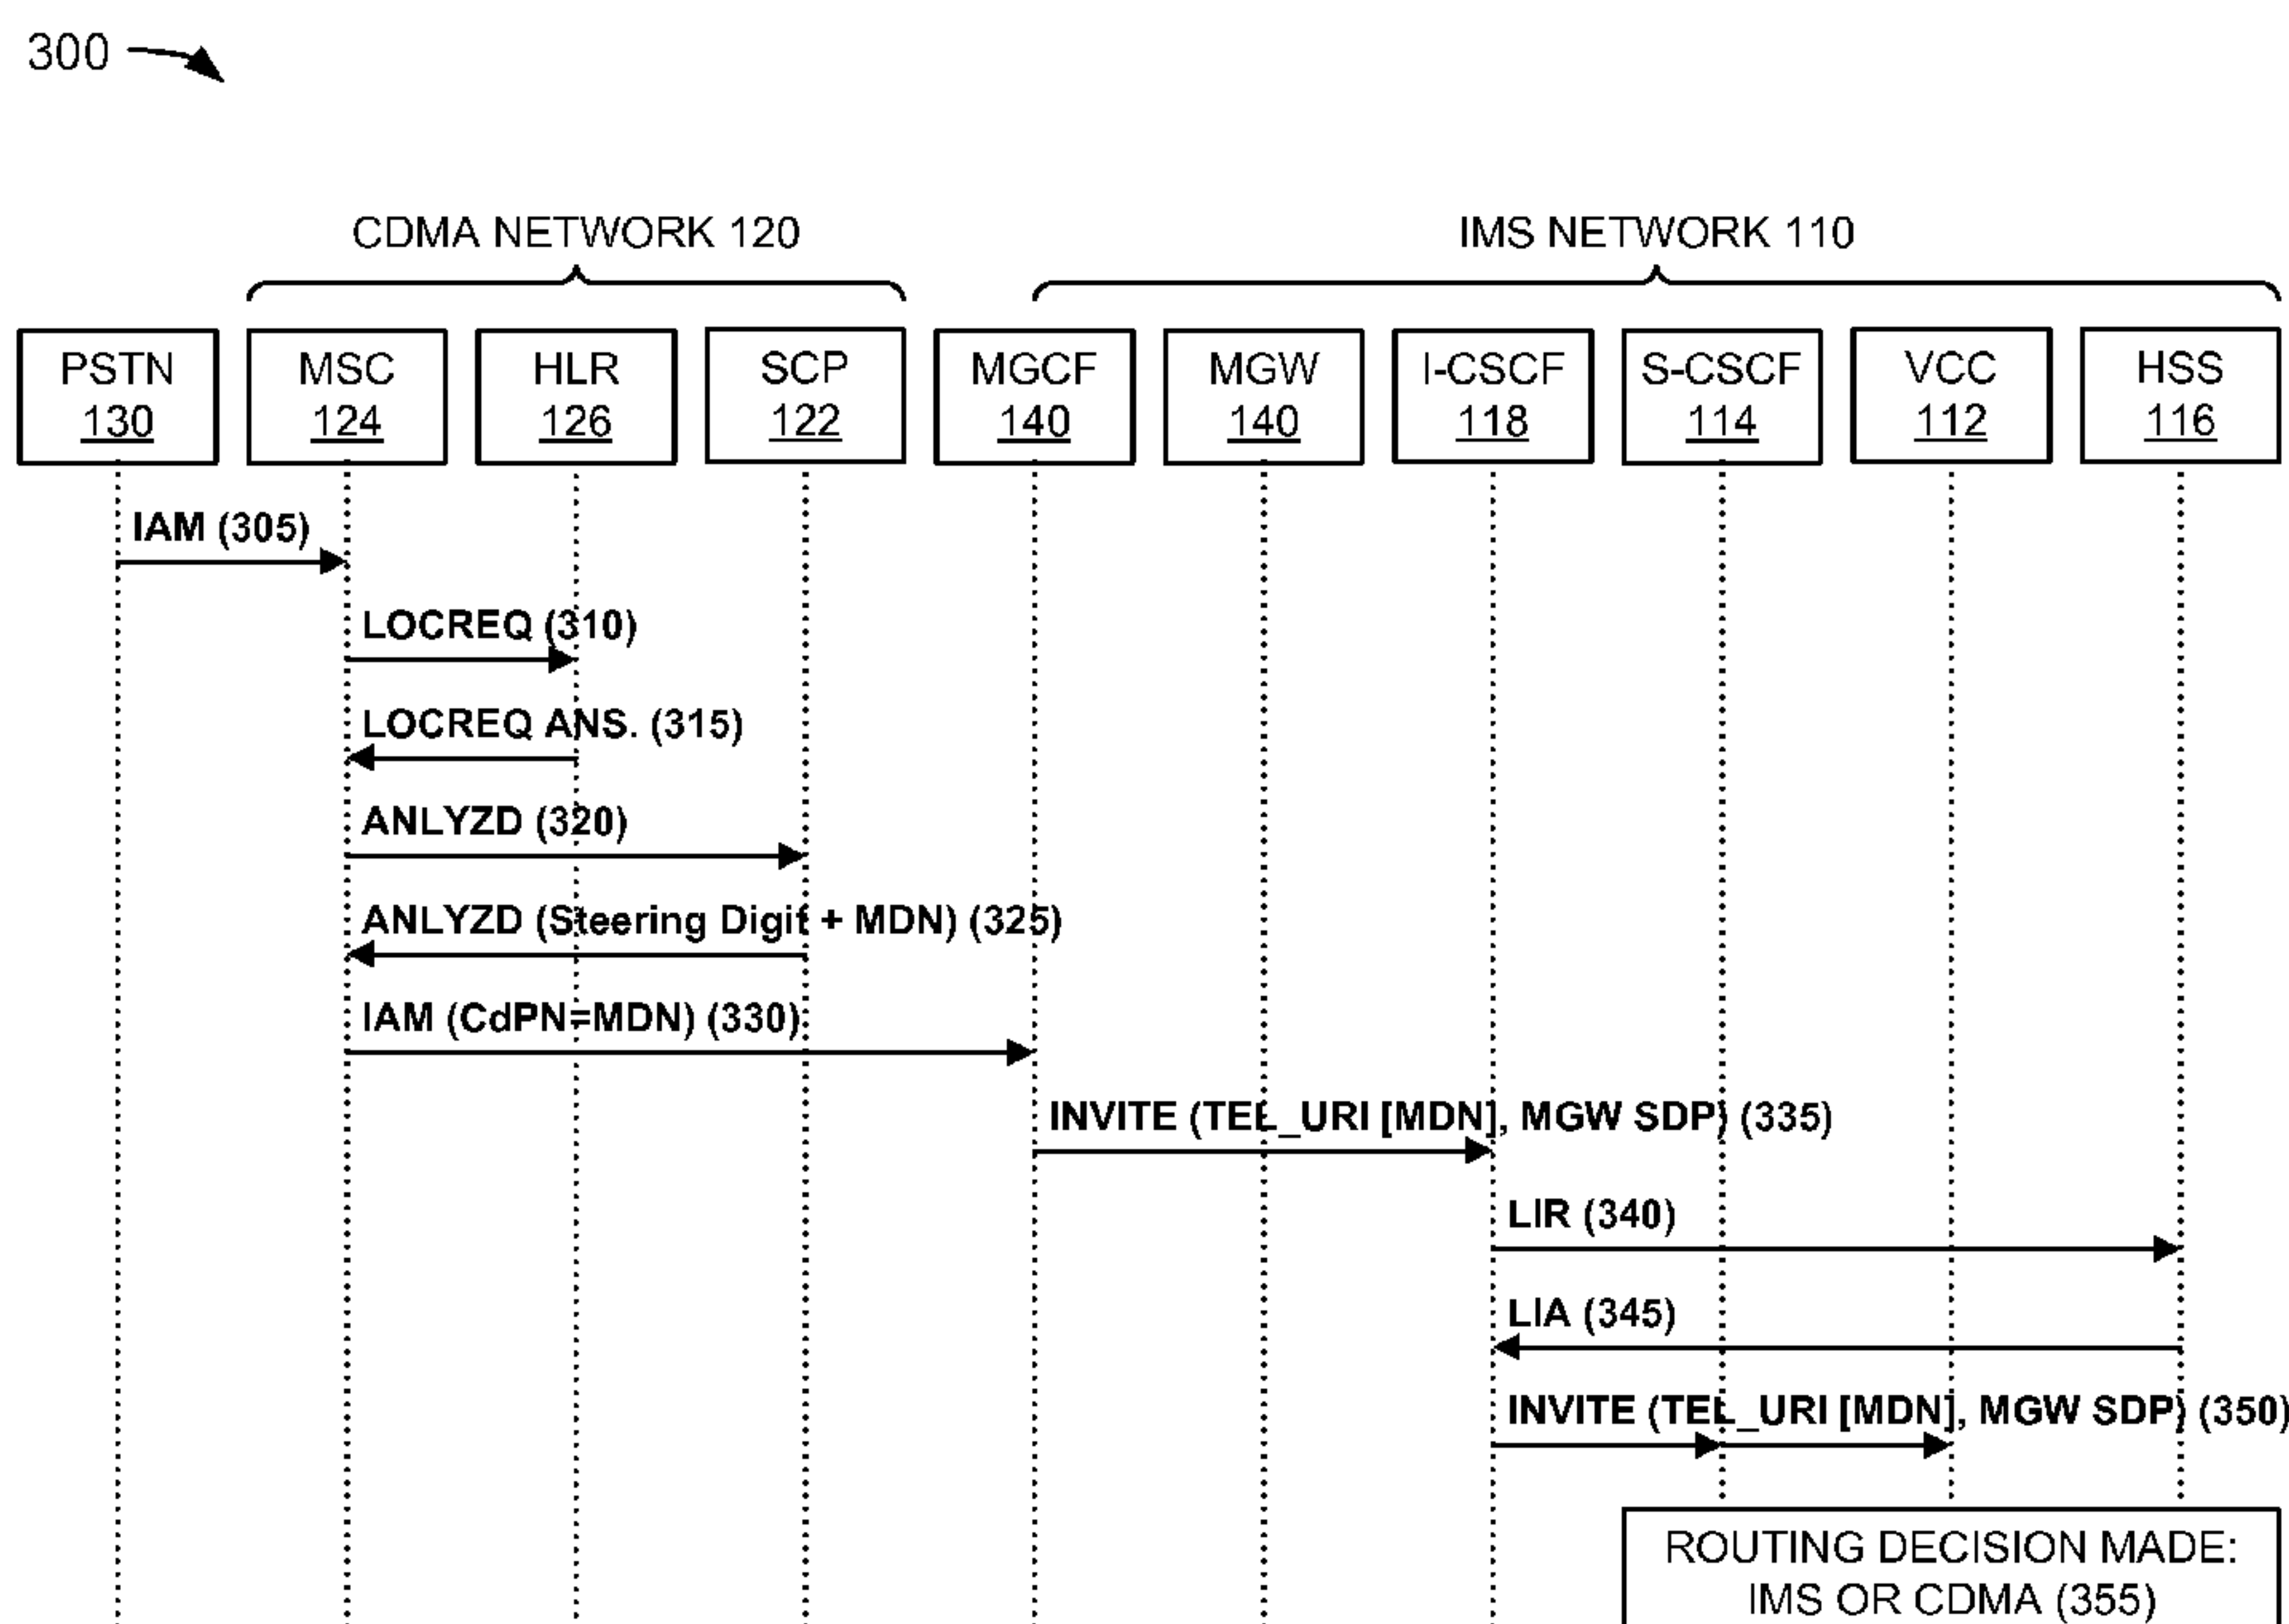 300
CDMA NETWORK 120
IMS NETWORK 110
PSTN
130
MSC
124
HLR
126
SCP
122
MGCF
140
MGW
140
I-CSCF
118
S-CSCF
114
VCC
112
HSS
116
IAM (305)
LOCREQ (310)
LOCREQ ANS. (315)
ANLYZD (320)
ANLYZD (Steering Digit + MDN) (325)
IAM (CdPN=MDN) (330)
INVITE (TEL_URI [MDN], MGW SDP) (335)
LIR (340)
LIA (345)
INVITE (TEL_URI [MDN], MGW SDP) (350)
ROUTING DECISION MADE:
IMS OR CDMA (355)